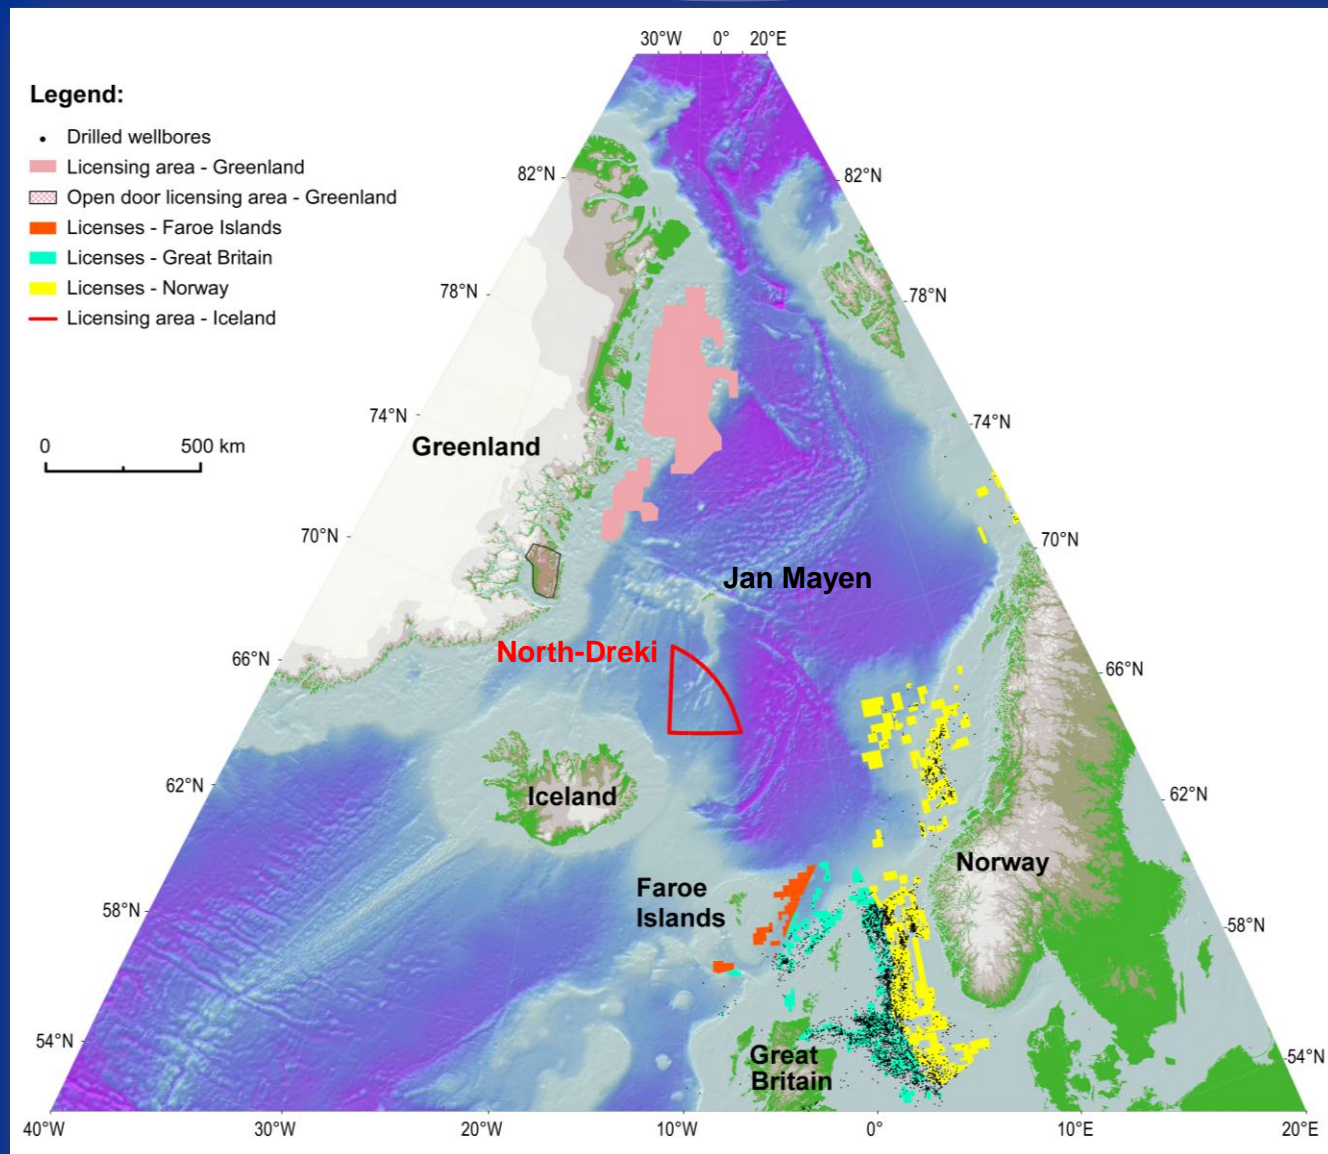 30°W 0° 20°E
Legend:
Drilled wellbores
Licensing area - Greenland
Open door licensing area - Greenland
Licenses - Faroe Islands
Licenses - Great Britain
Licenses - Norway
Licensing area - Iceland
82°N
82°N
78°N
78°N
74°N
74°N
0 500 km
Greenland
70°N
70°N
Jan Mayen
66°N
North-Dreki
66°N
62°N
62°N
Iceland
Norway
Faroe
Islands
58°N
58°N
54°N
54°N
Great
Britain
40°W 30°W 20°W 10°W 0° 10°E 20°E